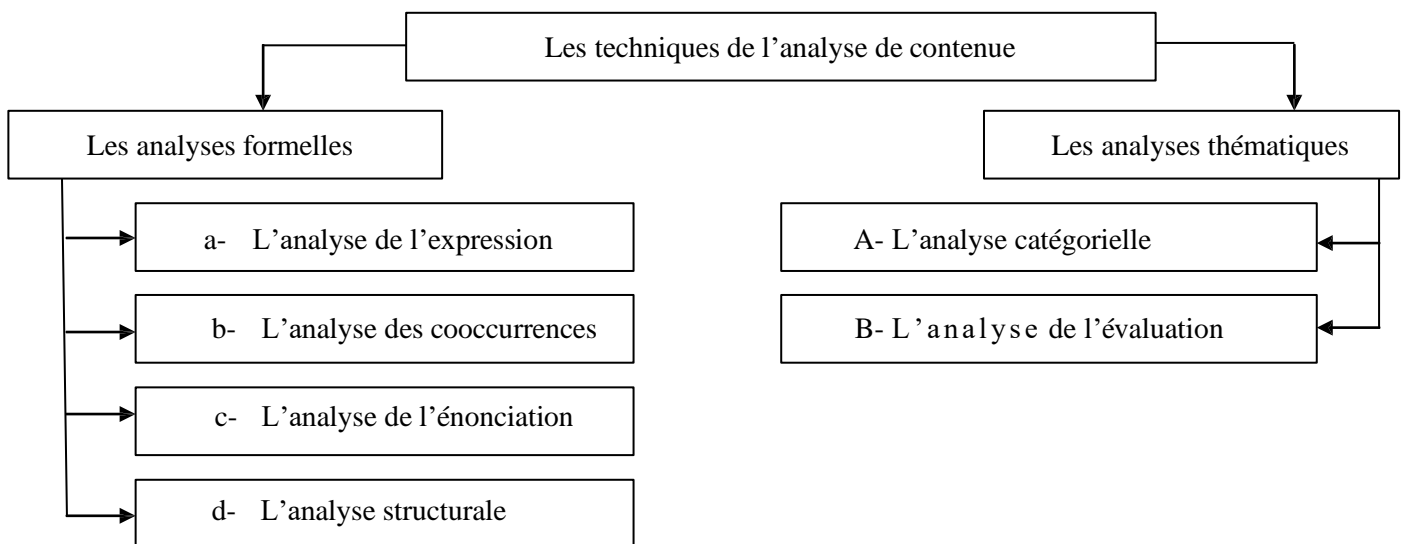 Les techniques de l’analyse de contenue
Les analyses formelles
Les analyses thématiques
a- L’analyse de l’expression
A- L’analyse catégorielle
b- L’analyse des cooccurrences
B- L’analyse de l’évaluation
c- L’analyse de l’énonciation
d- L’analyse structurale